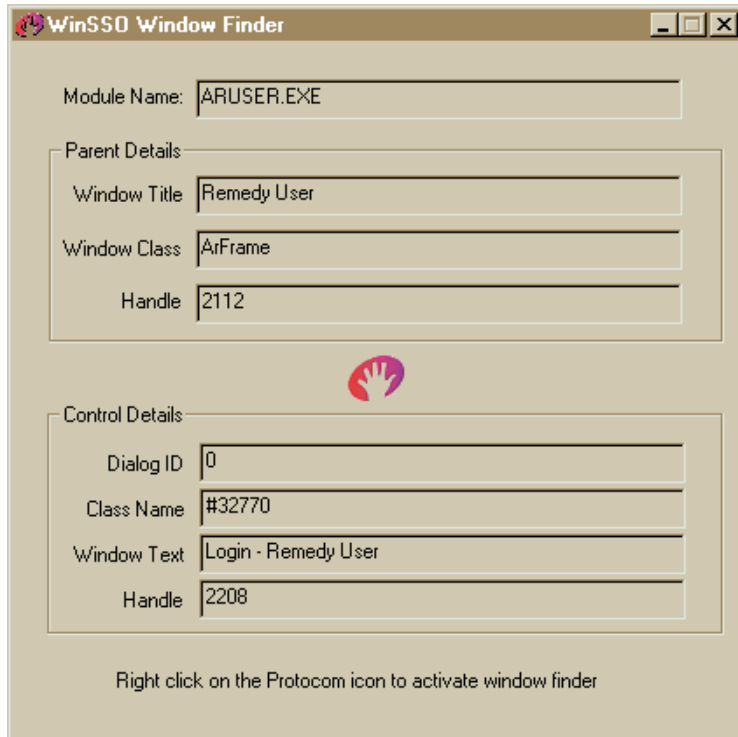 WinSSO Window Finder
Module Name: ARUSER.EXE
Parent Details
Window Title Remedy User
Window Class ArFrame
Handle 2112
Control Details
Dialog ID 0
Class Name #32770
Window Text Login - Remedy User
Handle 2208
Right click on the Protocom icon to activate window finder